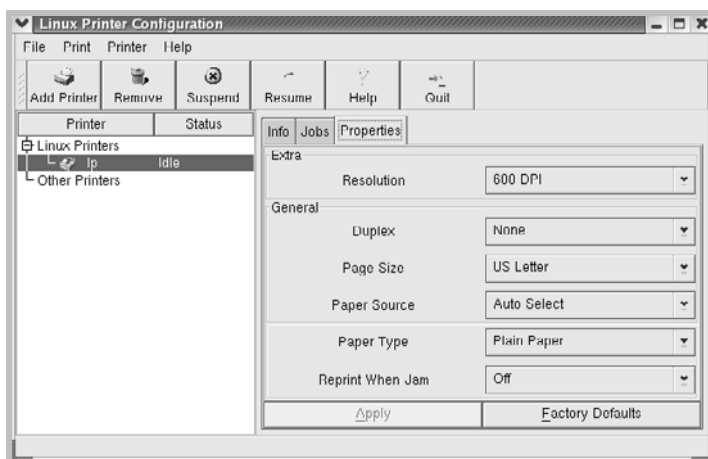 Linux Printer Configuration
File Print Printer Help
Add Printer Remove Suspend Resume Help Quit
Printer Status
Linux Printers
lp Idle
Other Printers
Info Jobs Properties
Extra
Resolution 600 DPI
General
Duplex None
Page Size US Letter
Paper Source Auto Select
Paper Type Plain Paper
Reprint When Jam Off
Apply Factory Defaults